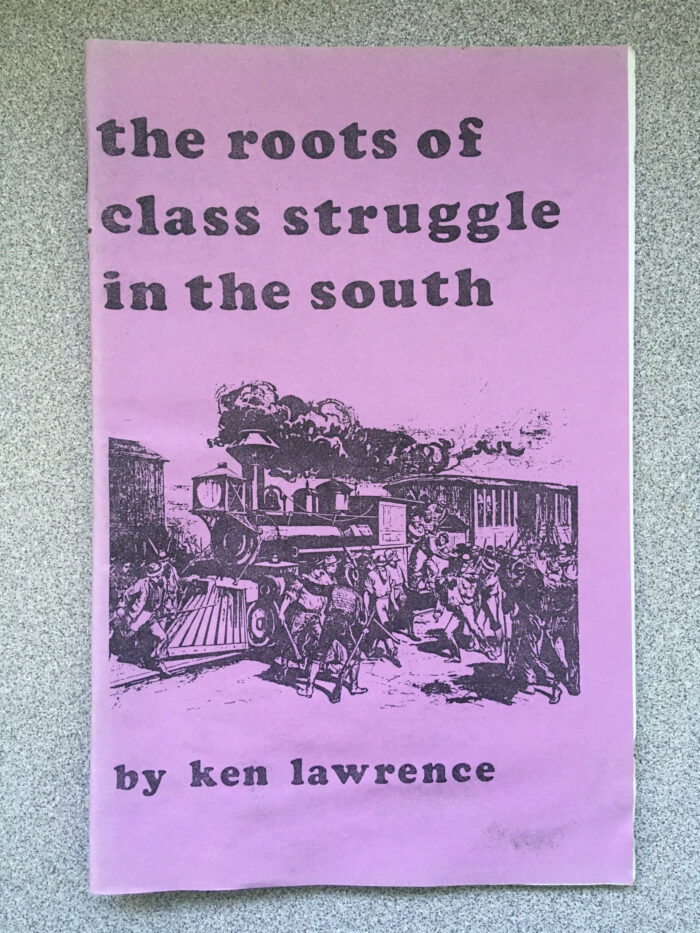 the roots of
class struggle
in the south
by ken lawrence